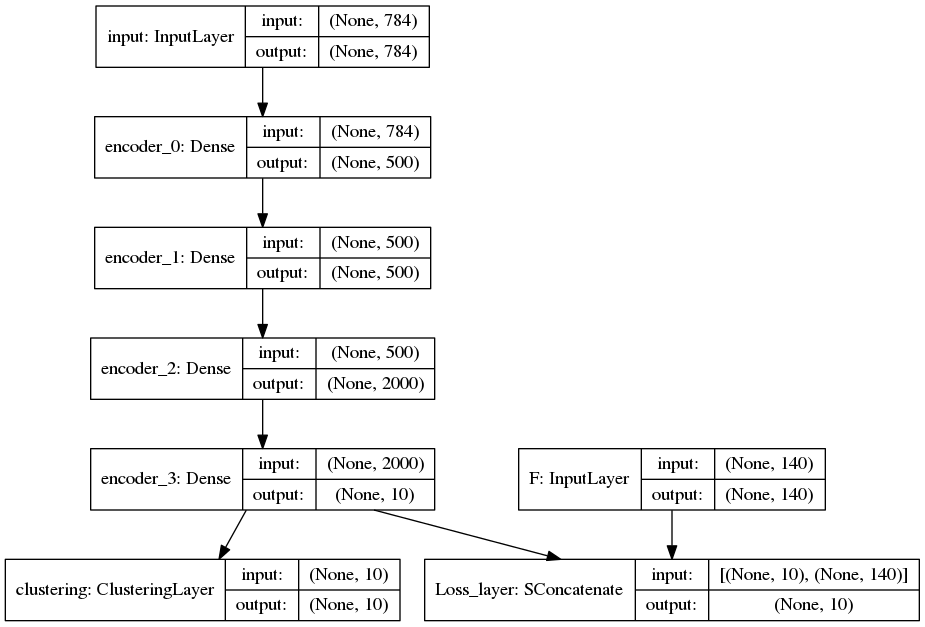 input: InputLayer
input:
(None, 784)
output:
(None, 784)
encoder_0: Dense
input:
(None, 784)
output:
(None, 500)
encoder_1: Dense
input:
(None, 500)
output:
(None, 500)
encoder_2: Dense
input:
(None, 500)
output:
(None, 2000)
encoder_3: Dense
input:
(None, 2000)
output:
(None, 10)
F: InputLayer
input:
(None, 140)
output:
(None, 140)
clustering: ClusteringLayer
input:
(None, 10)
output:
(None, 10)
Loss_layer: SConcatenate
input:
[(None, 10), (None, 140)]
output:
(None, 10)